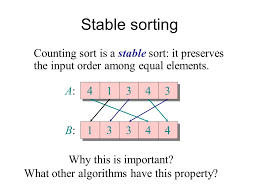 Stable sorting
Counting sort is a stable sort: it preserves
the input order among equal elements.
A: 4 1 3 4 3
B: 1 3 3 4 4
Why this is important?
What other algorithms have this property?